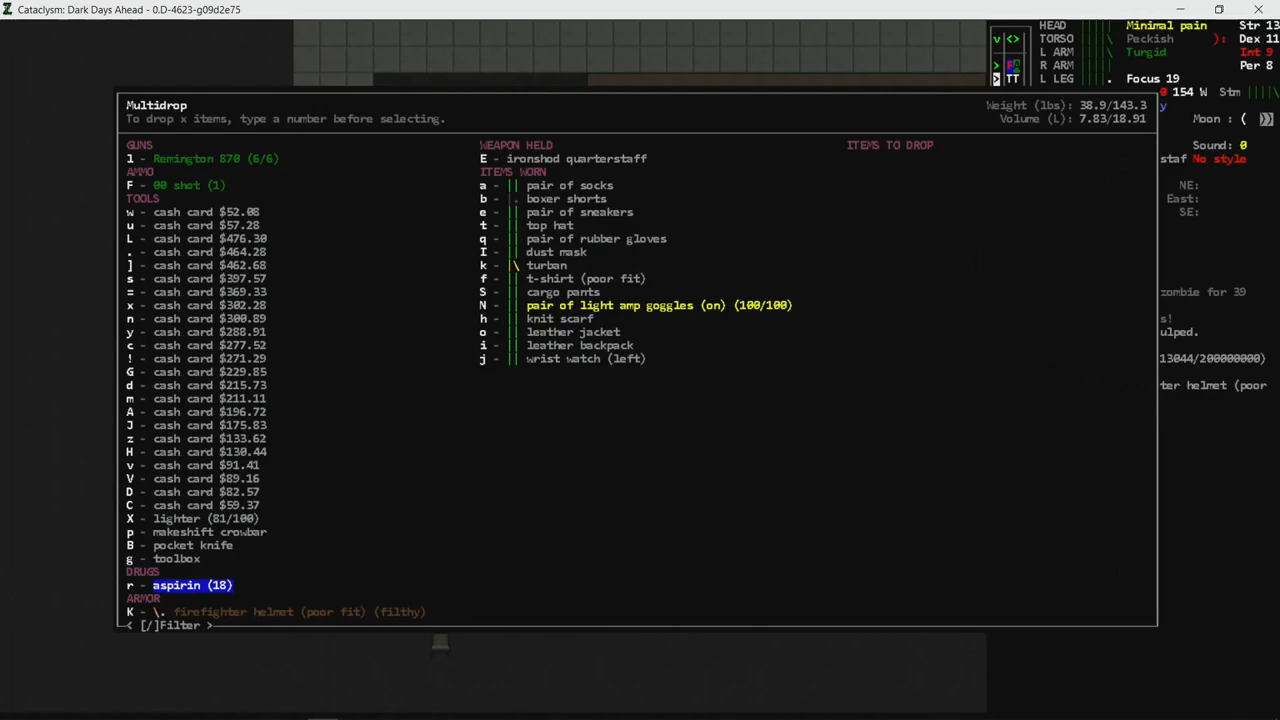 Cataclysm: Dark Days Ahead - 0.D-4623-g09d2e75
HEAD Minimal pain Str 13
v <> TORSO Peckish ): Dex 11
L ARM Turgid Int 9
> R ARM Per 8
> TT L LEG . Focus 19
0 154 W Stm
y Moon : ( ))
Sound: 0
staf No style
NE:
East:
SE:
zombie for 39
s!
ulped.
13044/200000000)
ter helmet (poor
Multidrop Weight (lbs): 38.9/143.3
To drop x items, type a number before selecting. Volume (L): 7.83/18.91
GUNS
l - Remington 870 (6/6)
AMMO
F - 00 shot (1)
TOOLS
w - cash card $52.08
u - cash card $57.28
L - cash card $476.30
. - cash card $464.28
] - cash card $462.68
s - cash card $397.57
= - cash card $369.33
x - cash card $302.28
n - cash card $300.89
y - cash card $288.91
c - cash card $277.52
! - cash card $271.29
G - cash card $229.85
d - cash card $215.73
m - cash card $211.11
A - cash card $196.72
J - cash card $175.83
z - cash card $133.62
H - cash card $130.44
v - cash card $91.41
V - cash card $89.16
D - cash card $82.57
C - cash card $59.37
X - lighter (81/100)
p - makeshift crowbar
B - pocket knife
g - toolbox
DRUGS
r - aspirin (18)
ARMOR
K - \. firefighter helmet (poor fit) (filthy)
< [/]Filter >
WEAPON HELD
E - ironshod quarterstaff
ITEMS WORN
a - || pair of socks
b - |. boxer shorts
e - || pair of sneakers
t - || top hat
q - || pair of rubber gloves
I - || dust mask
k - |\ turban
f - || t-shirt (poor fit)
S - || cargo pants
N - || pair of light amp goggles (on) (100/100)
h - || knit scarf
o - || leather jacket
i - || leather backpack
j - || wrist watch (left)
ITEMS TO DROP